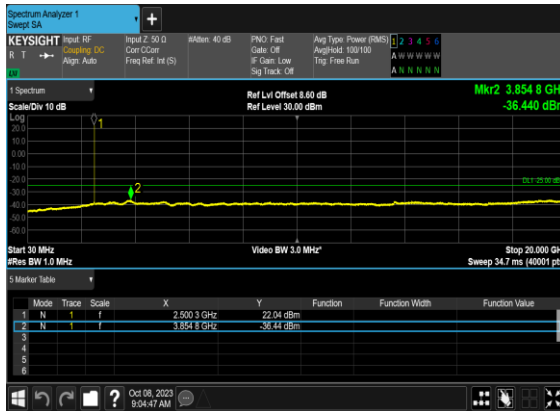 Spectrum Analyzer 1
Swept SA
KEYSIGHT
R T
Input: RF
Coupling: DC
Align: Auto
Input Z: 50 Ω
Corr CCorr
Freq Ref: Int (S)
#Atten: 40 dB
PNO: Fast
Gate: Off
IF Gain: Low
Sig Track: Off
Avg Type: Power (RMS)
Avg|Hold: 100/100
Trig: Free Run
1 2 3 4 5 6
A W W W W W
A N N N N N
1 Spectrum
Scale/Div 10 dB
Ref Lvl Offset 8.60 dB
Ref Level 30.00 dBm
Mkr2 3.854 8 GHz
-36.440 dBm
Log
20.0
10.0
0.00
-10.0
-20.0
-30.0
-40.0
-50.0
-60.0
1
2
DL1 -25.00 dB
Start 30 MHz
#Res BW 1.0 MHz
Video BW 3.0 MHz*
Stop 20.000 GH
Sweep 34.7 ms (40001 pt
5 Marker Table
Mode Trace Scale X Y Function Function Width Function Value
1 N 1 f 2.500 3 GHz 22.04 dBm
2 N 1 f 3.854 8 GHz -36.44 dBm
3
4
5
6
? Oct 08, 2023
9:04:47 AM